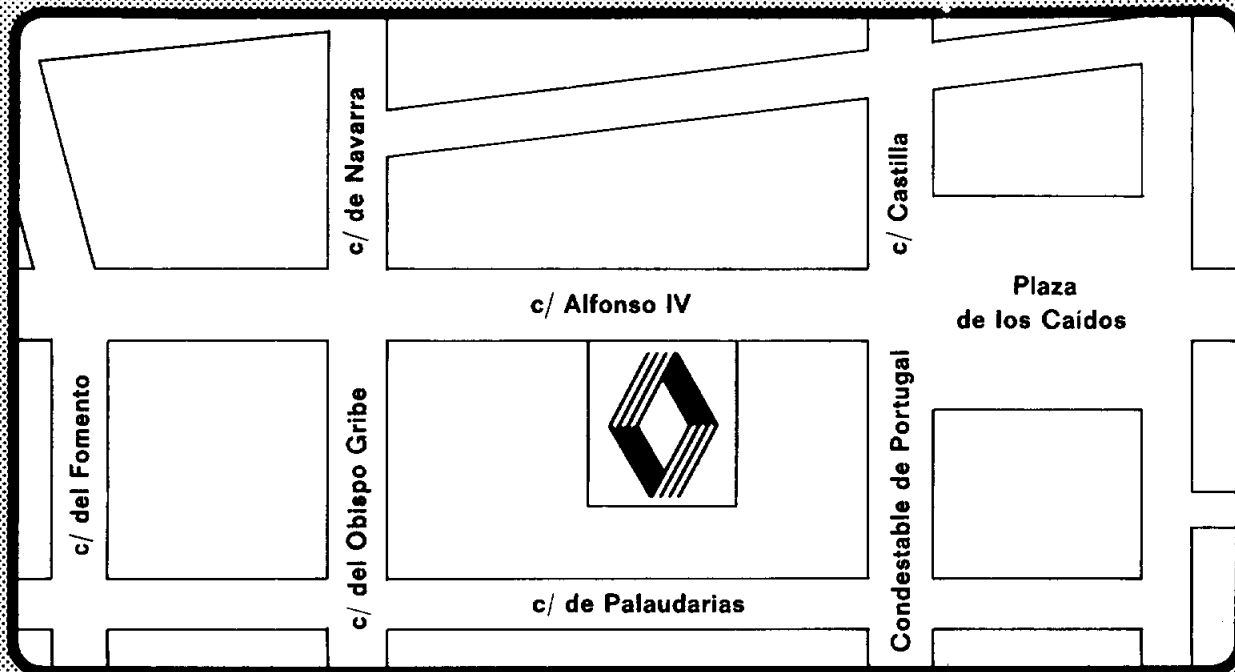 c/ de Navarra
c/ Castilla
c/ Alfonso IV
Plaza
de los Caídos
c/ del Fomento
c/ del Obispo Gribe
Condestable de Portugal
c/ de Palaudarias